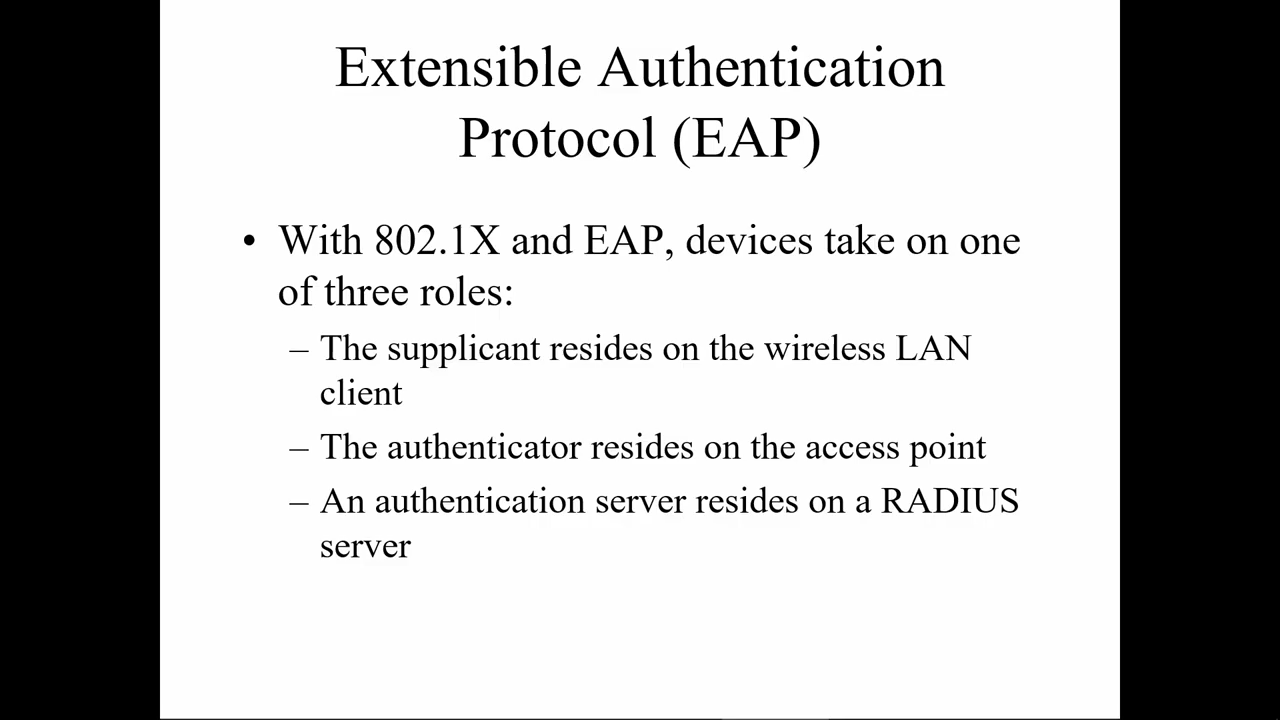 Extensible Authentication
Protocol (EAP)
• With 802.1X and EAP, devices take on one
of three roles:
– The supplicant resides on the wireless LAN
client
– The authenticator resides on the access point
– An authentication server resides on a RADIUS
server